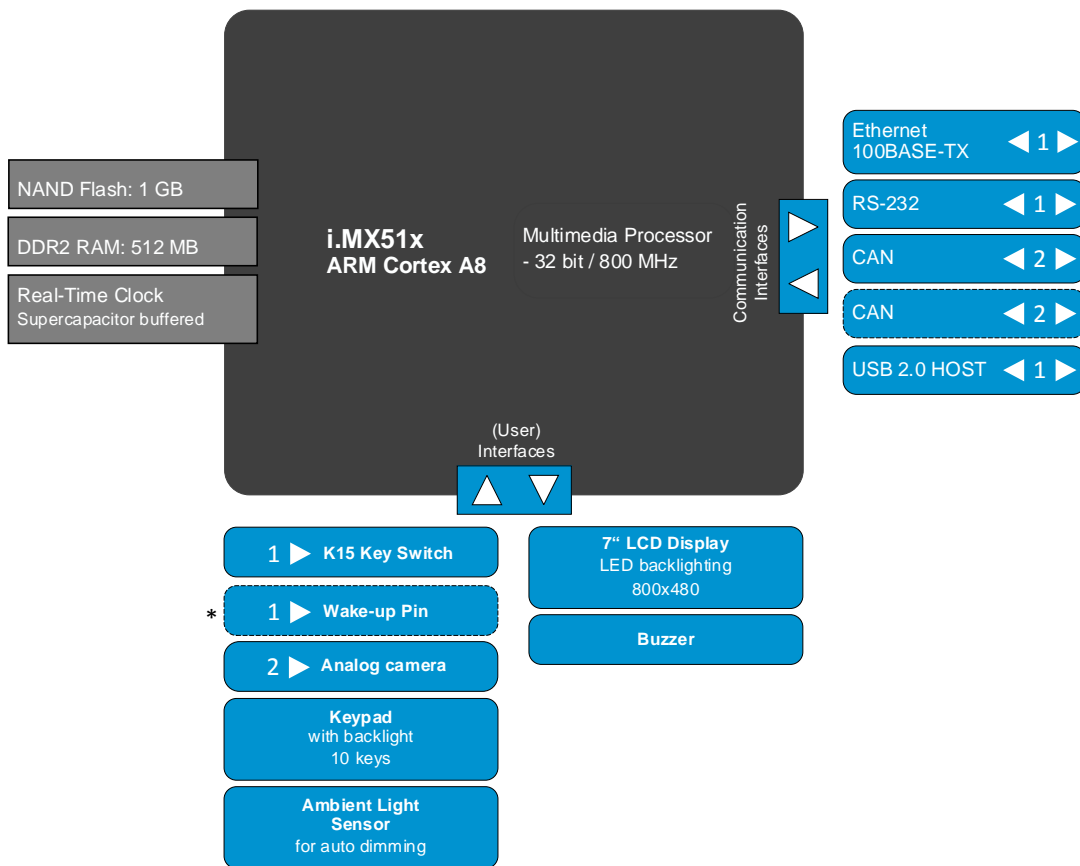 NAND Flash: 1 GB
DDR2 RAM: 512 MB
Real-Time Clock
Supercapacitor buffered
i.MX51x
ARM Cortex A8
Multimedia Processor
- 32 bit / 800 MHz
Communication
Interfaces
Ethernet
100BASE-TX
1
RS-232
1
CAN
2
CAN
2
USB 2.0 HOST
1
(User)
Interfaces
1
K15 Key Switch
*
1
Wake-up Pin
2
Analog camera
Keypad
with backlight
10 keys
Ambient Light
Sensor
for auto dimming
7“ LCD Display
LED backlighting
800x480
Buzzer